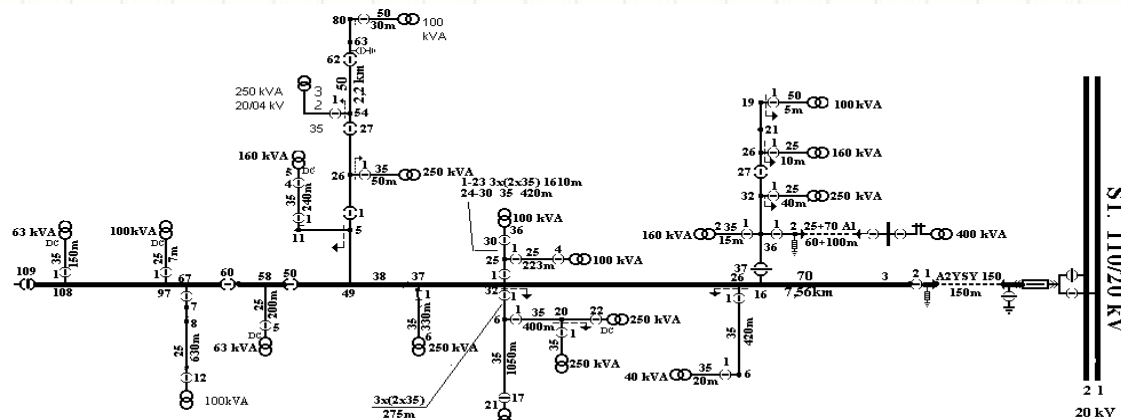 80
50
30m
100
kVA
63
62
50
2,2 km
250 kVA
20/04 kV
3
2
1
35
54
27
160 kVA
DC
4
35
240m
1
11
26
1
35
50m
250 kVA
1
5
1-23 3x(2x35) 1610m
24-30 35 420m
100 kVA
36
30
1
25
25
4
223m
100 kVA
1
19
1
50
5m
100kVA
21
26
1
25
10m
160 kVA
27
32
1
25
40m
250 kVA
160 kVA
2
35
15m
1
36
1
2
25+70 Al
60+100m
400 kVA
37
16
63 kVA
DC
35
150m
1
109
108
100kVA
DC
25
7m
1
97
67
60
58
50
49
38
37
32
26
70
7,56km
3
2
1
A2YSY 150
150m
7
8
25
630m
12
100kVA
25
200m
5
DC
63 kVA
1
35
330m
6
250 kVA
1
6
1
35
400m
20
22
DC
250 kVA
1
35
250 kVA
35
1050m
17
21
3x(2x35)
275m
1
35
420m
40 kVA
35
20m
1
6
ST. 110/20 kV
2 1
20 kV